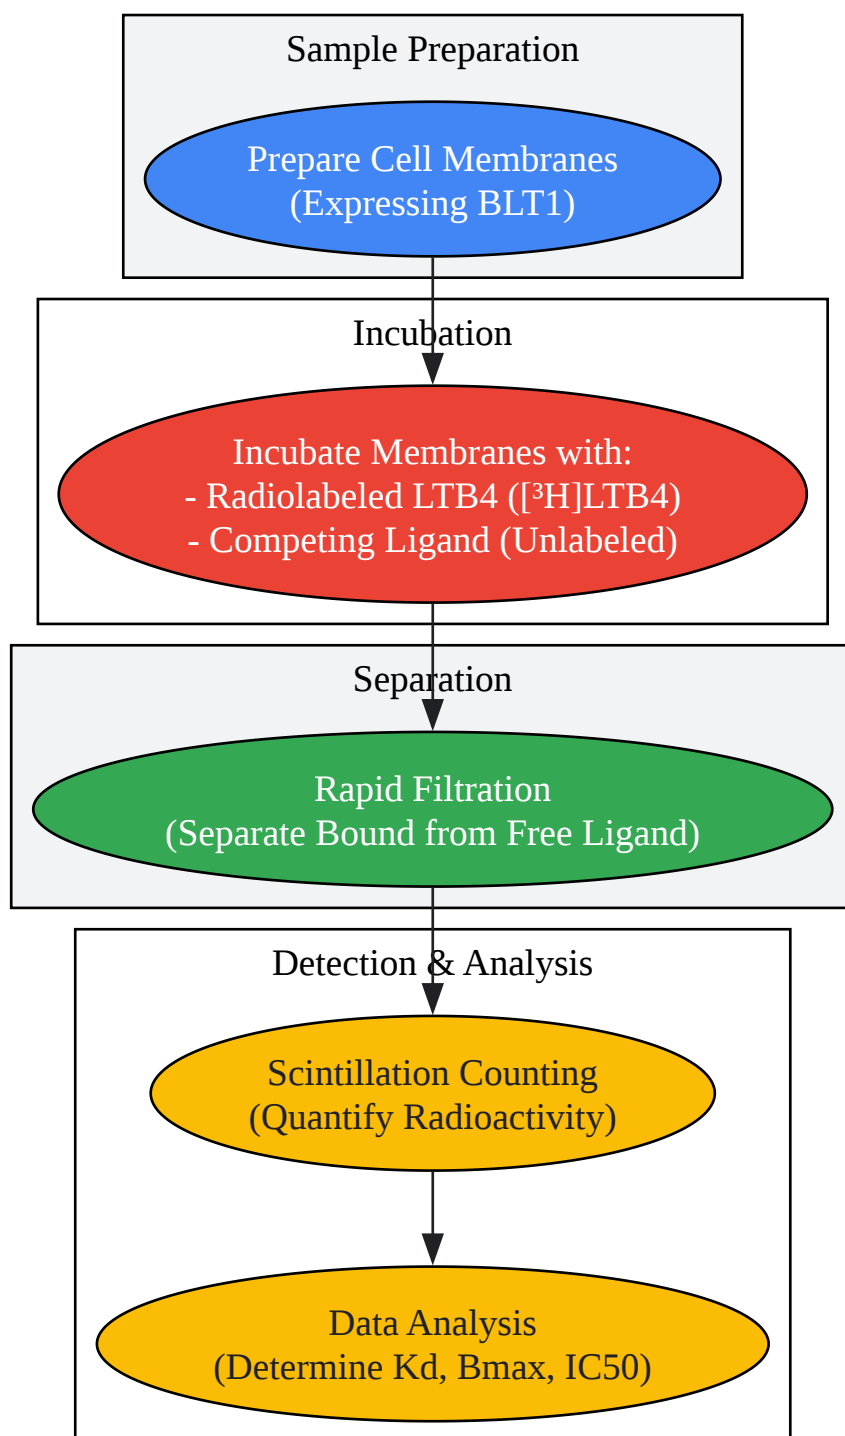 Sample Preparation
Prepare Cell Membranes
(Expressing BLT1)
Incubation
Incubate Membranes with:
- Radiolabeled LTB4 ([³H]LTB4)
- Competing Ligand (Unlabeled)
Separation
Rapid Filtration
(Separate Bound from Free Ligand)
Detection & Analysis
Scintillation Counting
(Quantify Radioactivity)
Data Analysis
(Determine Kd, Bmax, IC50)